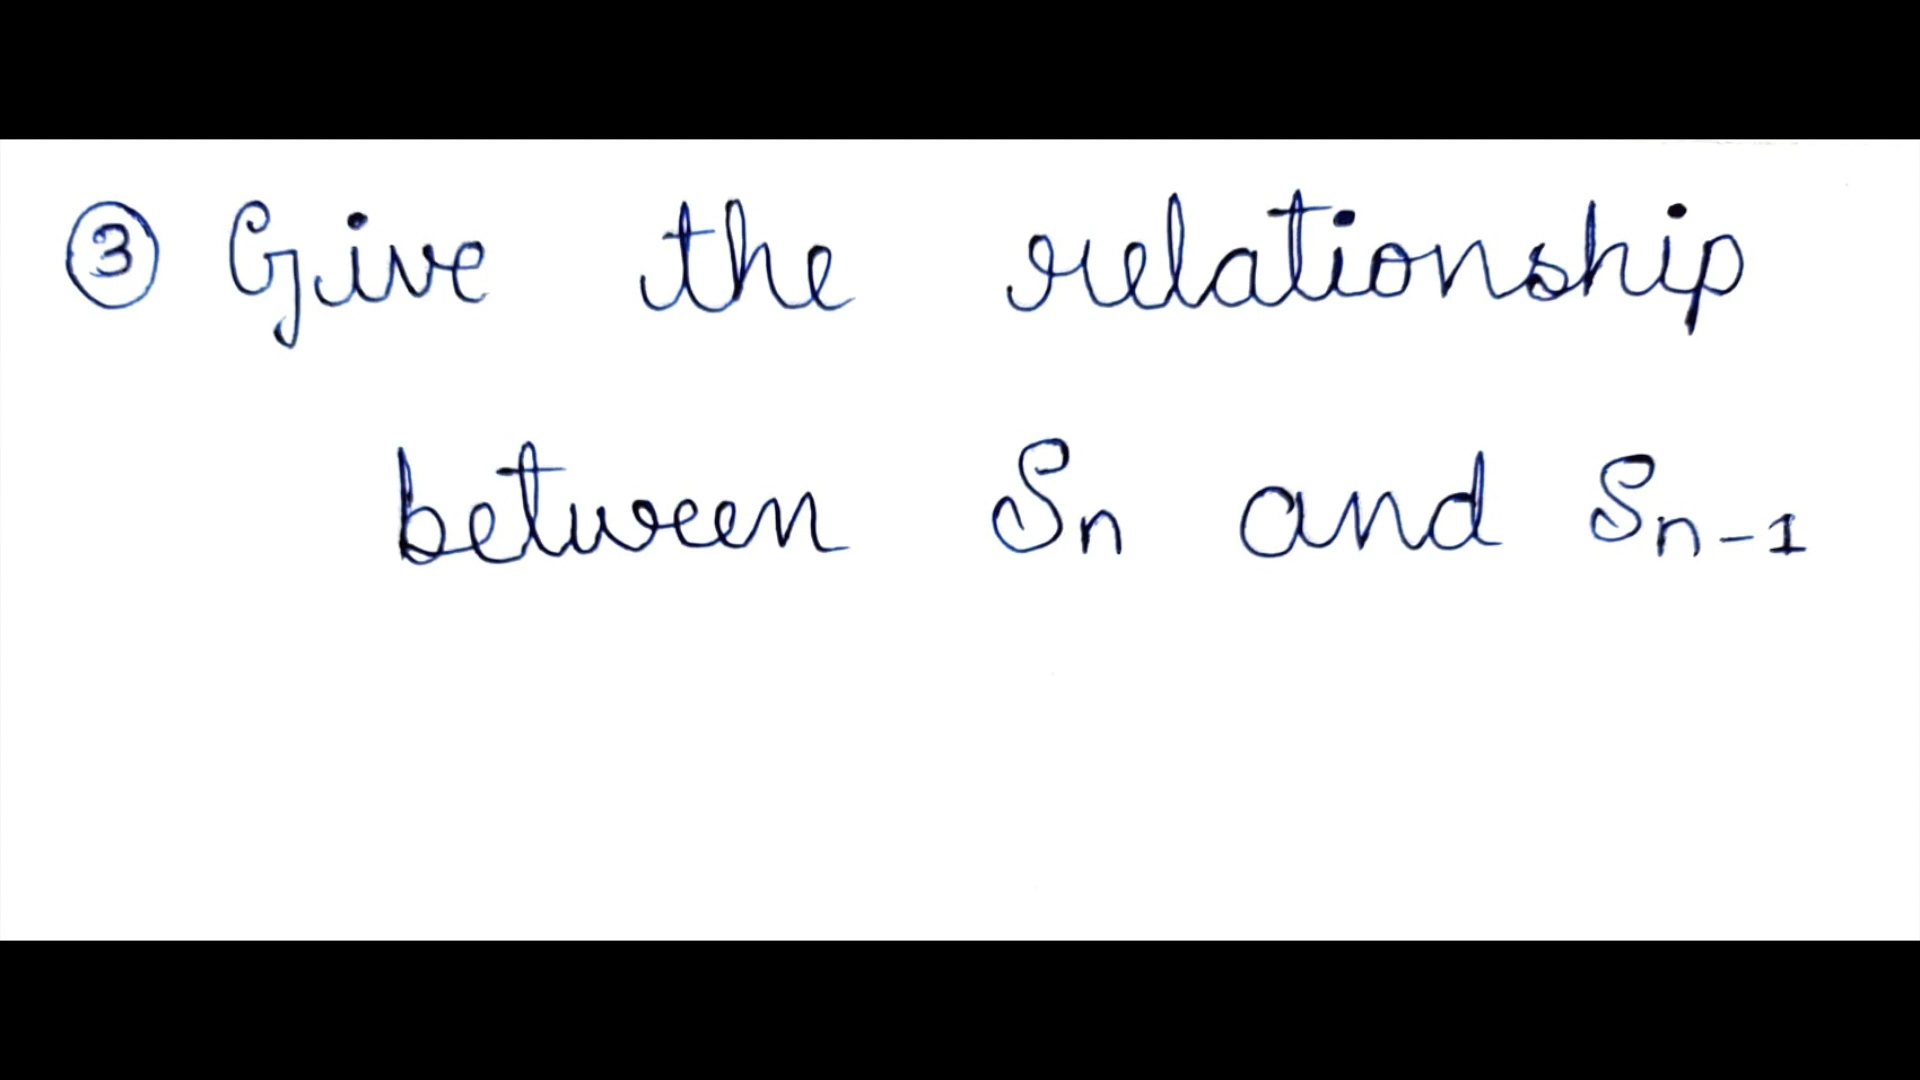 ③ Give the relationship
between Sn and Sn-1